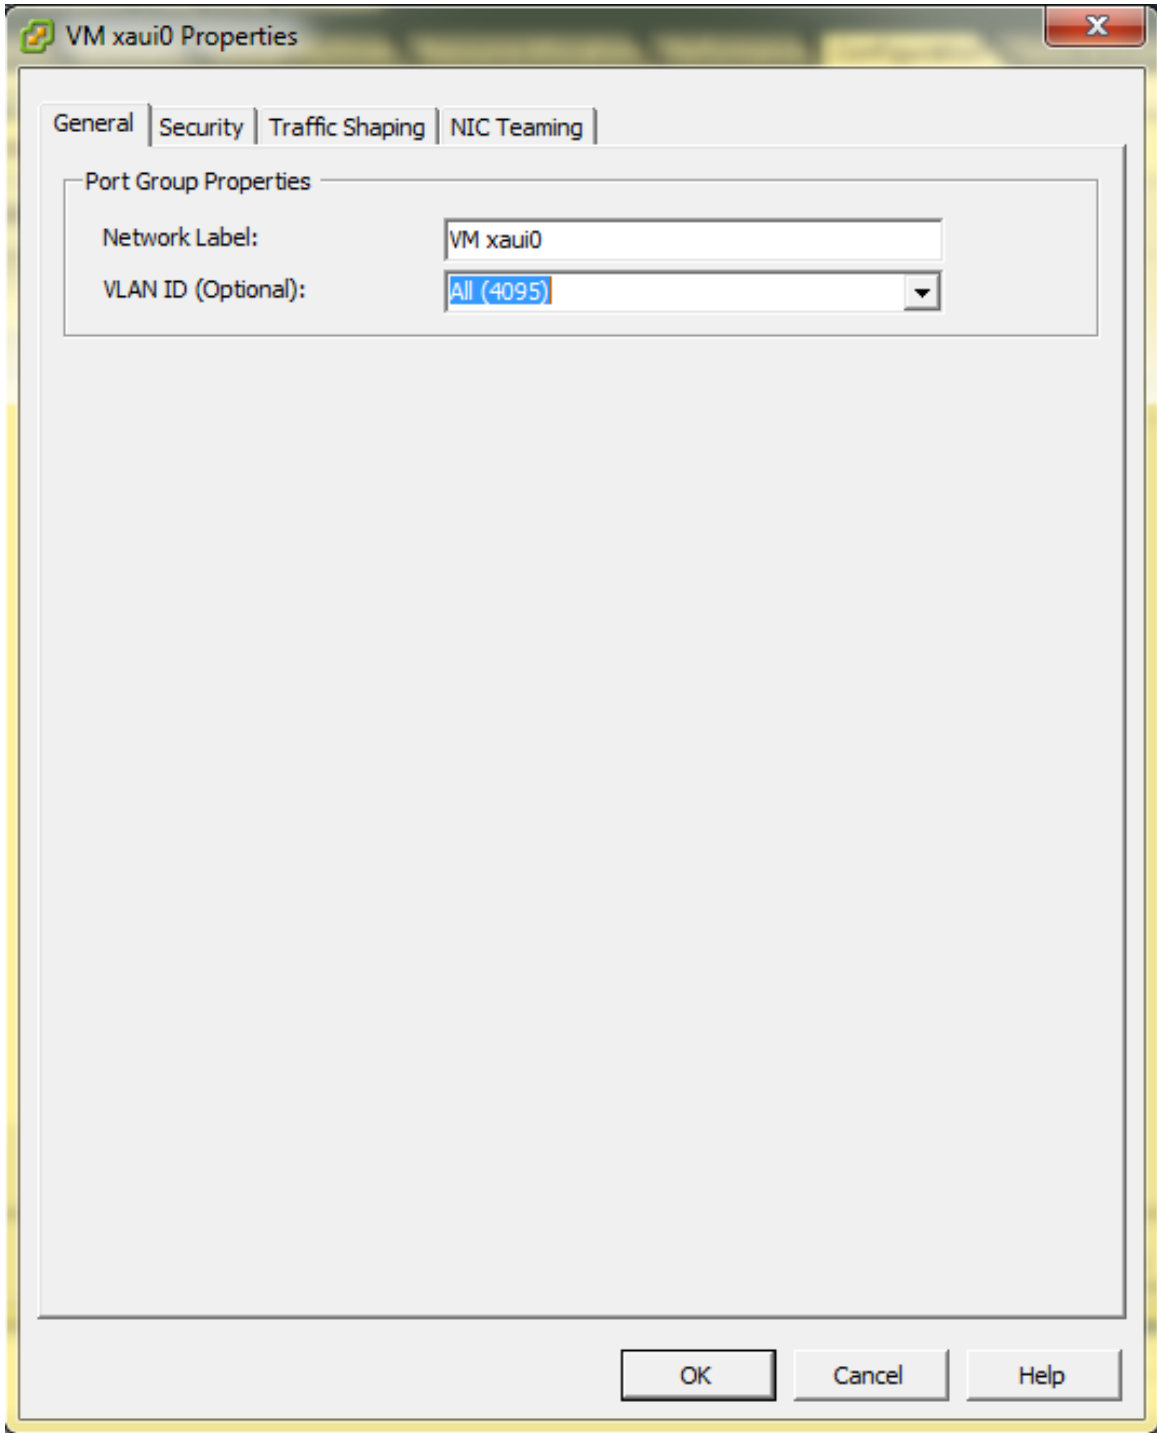 VM xaui0 Properties
General Security Traffic Shaping NIC Teaming
Port Group Properties
Network Label: VM xaui0
VLAN ID (Optional): All (4095)
OK Cancel Help